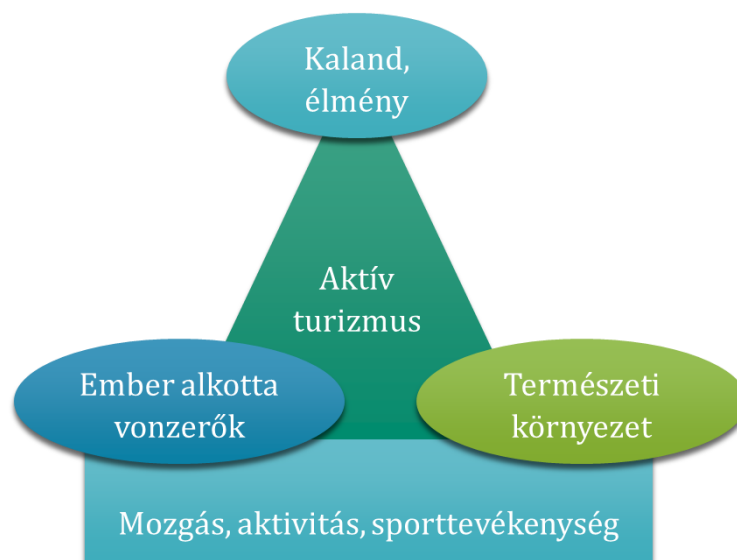 Kaland,
élmény
Aktív
turizmus
Ember alkotta
vonzerők
Természeti
környezet
Mozgás, aktivitás, sporttevékenység